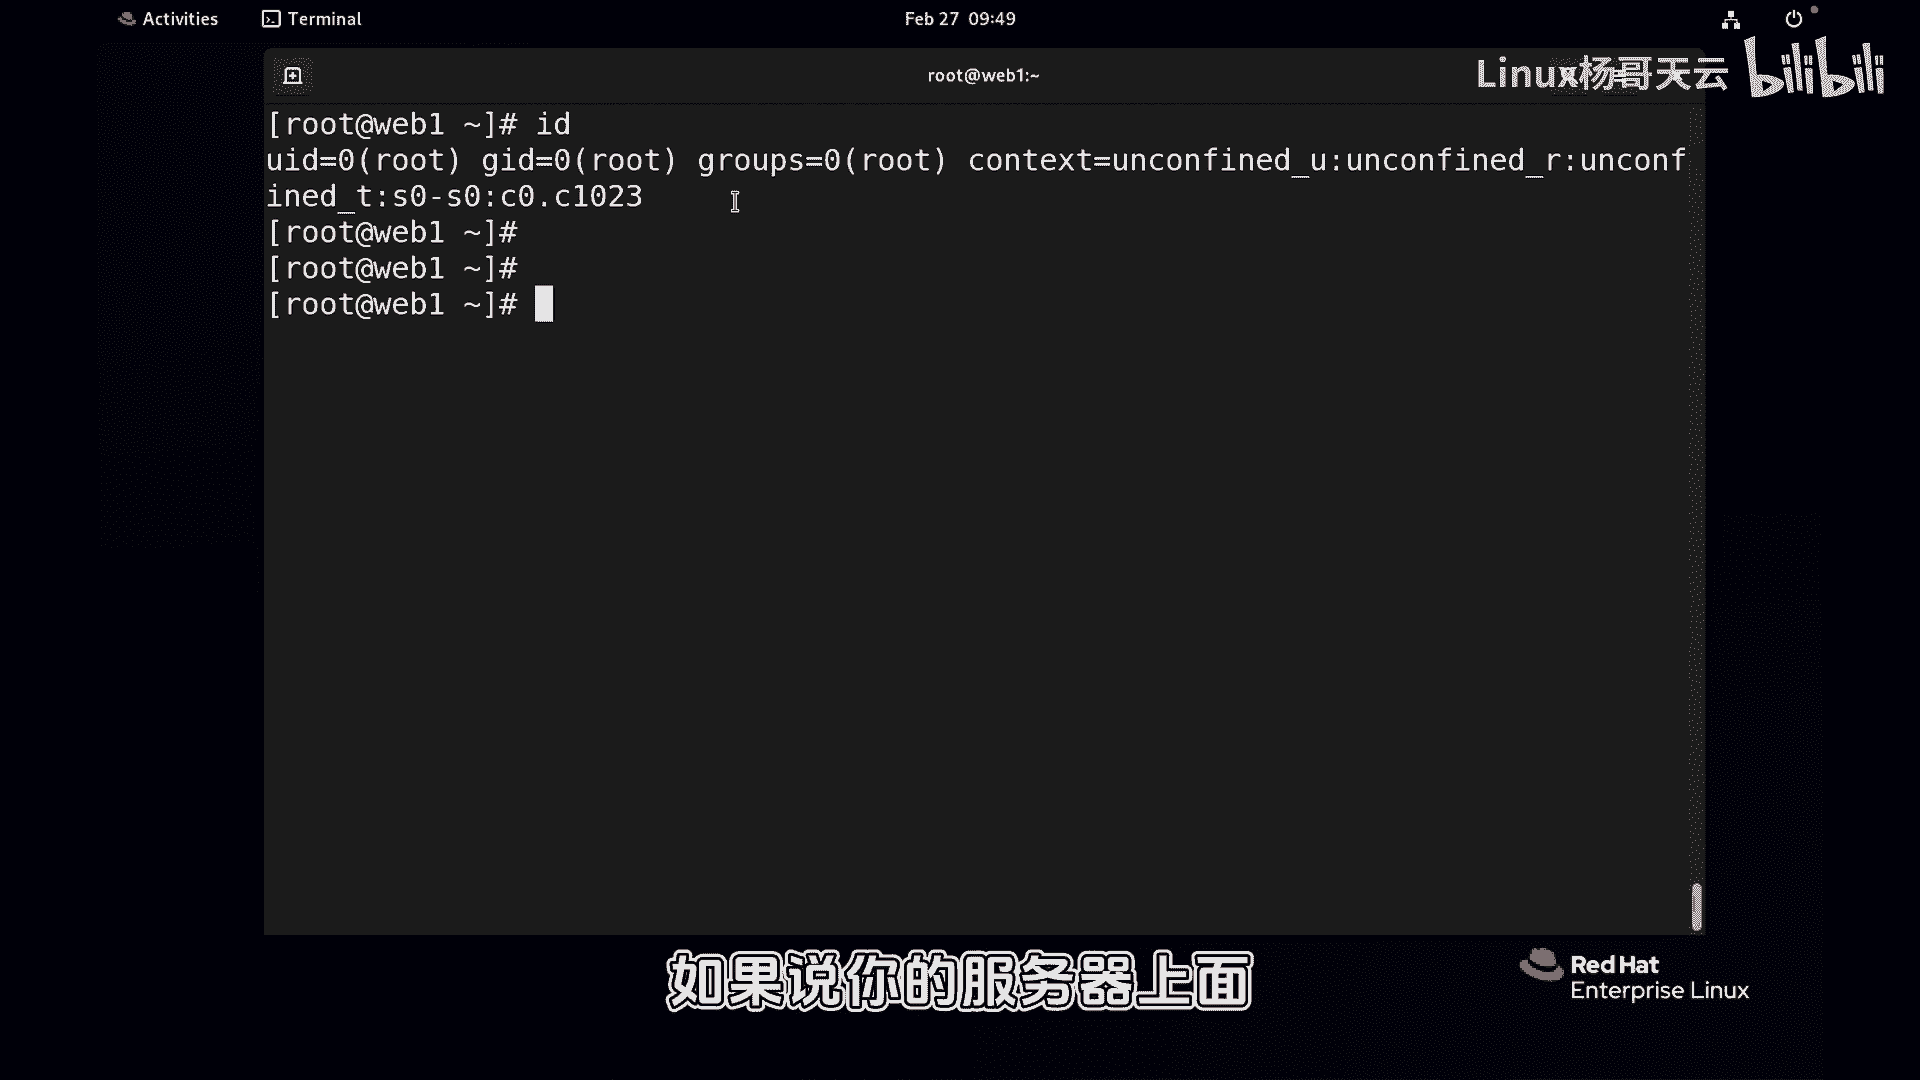 Activities
Terminal
Feb 27 09:49
root@web1:~
Linux杨哥天云 bilibili
[root@web1 ~]# id
uid=0(root) gid=0(root) groups=0(root) context=unconfined_u:unconfined_r:unconf
ined_t:s0-s0:c0.c1023
[root@web1 ~]#
[root@web1 ~]#
[root@web1 ~]#
如果说你的服务器上面
Red Hat
Enterprise Linux